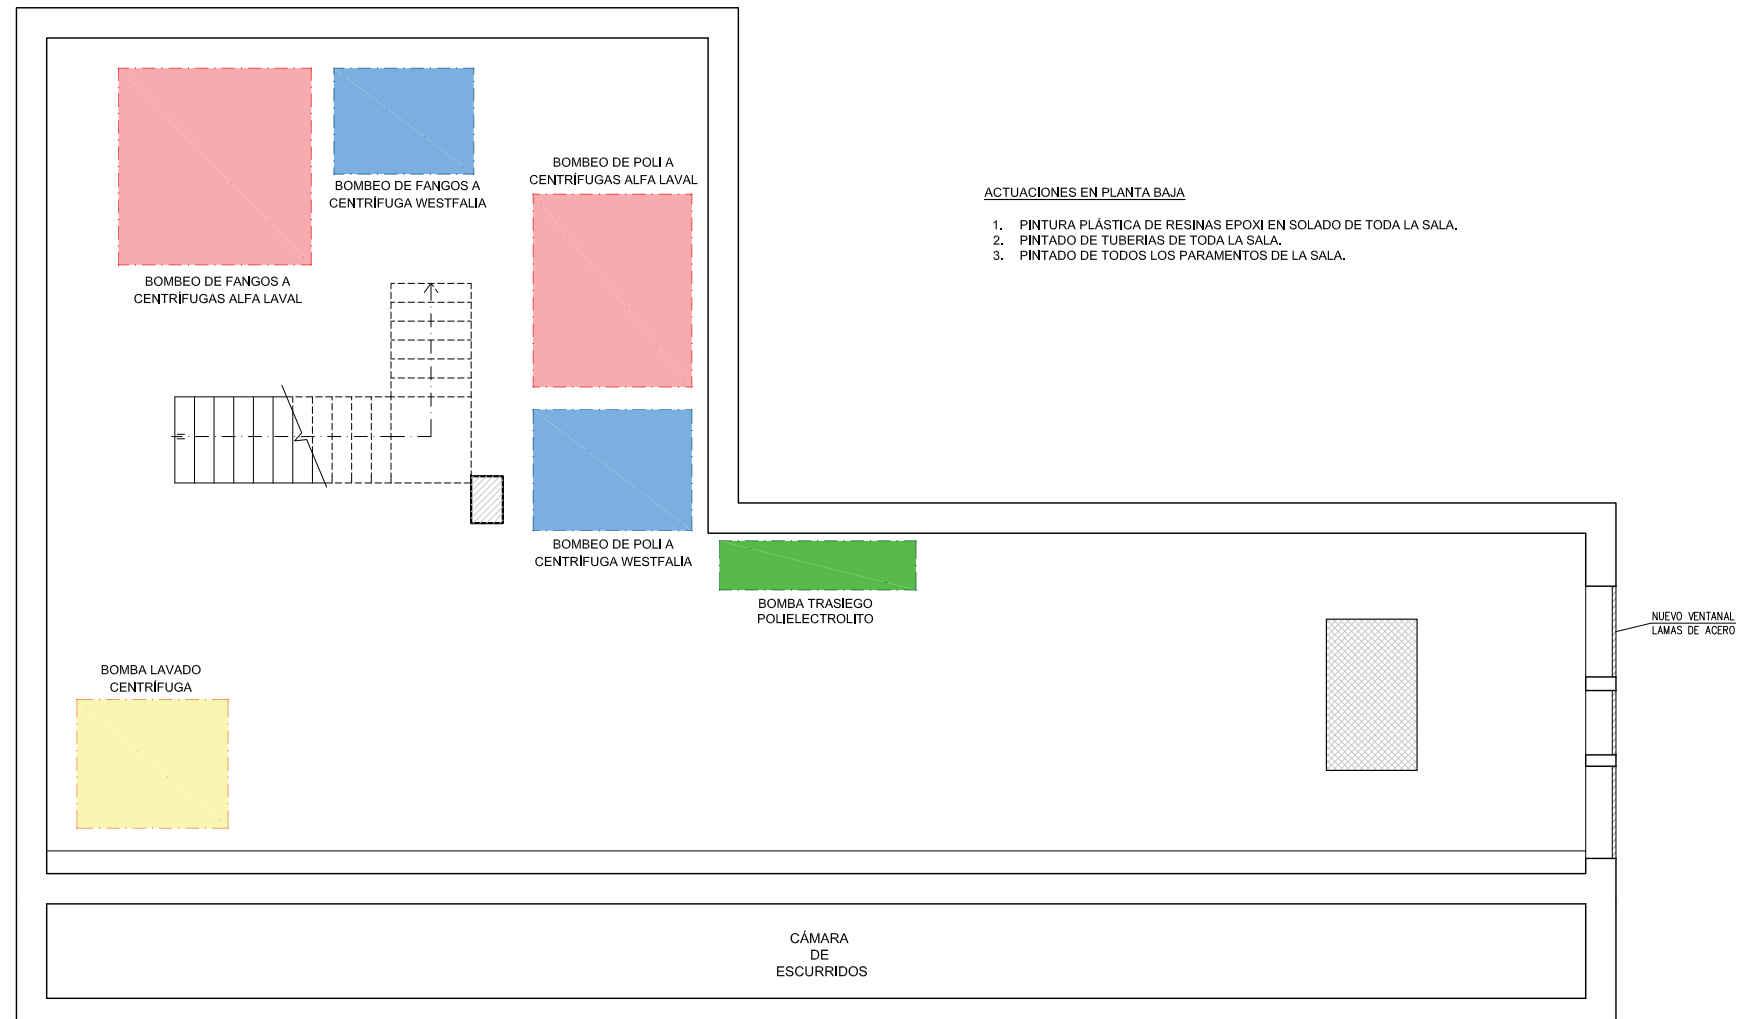 BOMBEO DE POLI A
CENTRÍFUGAS ALFA LAVAL
BOMBEO DE FANGOS A
CENTRÍFUGA WESTFALIA
ACTUACIONES EN PLANTA BAJA
1. PINTURA PLÁSTICA DE RESINAS EPOXI EN SOLADO DE TODA LA SALA.
2. PINTADO DE TUBERIAS DE TODA LA SALA.
3. PINTADO DE TODOS LOS PARAMENTOS DE LA SALA.
BOMBEO DE FANGOS A
CENTRÍFUGAS ALFA LAVAL
BOMBEO DE POLI A
CENTRÍFUGA WESTFALIA
BOMBA TRASIEGO
POLIELECTROLITO
NUEVO VENTANAL
LAMAS DE ACERO
BOMBA LAVADO
CENTRÍFUGA
CÁMARA
DE
ESCURRIDOS